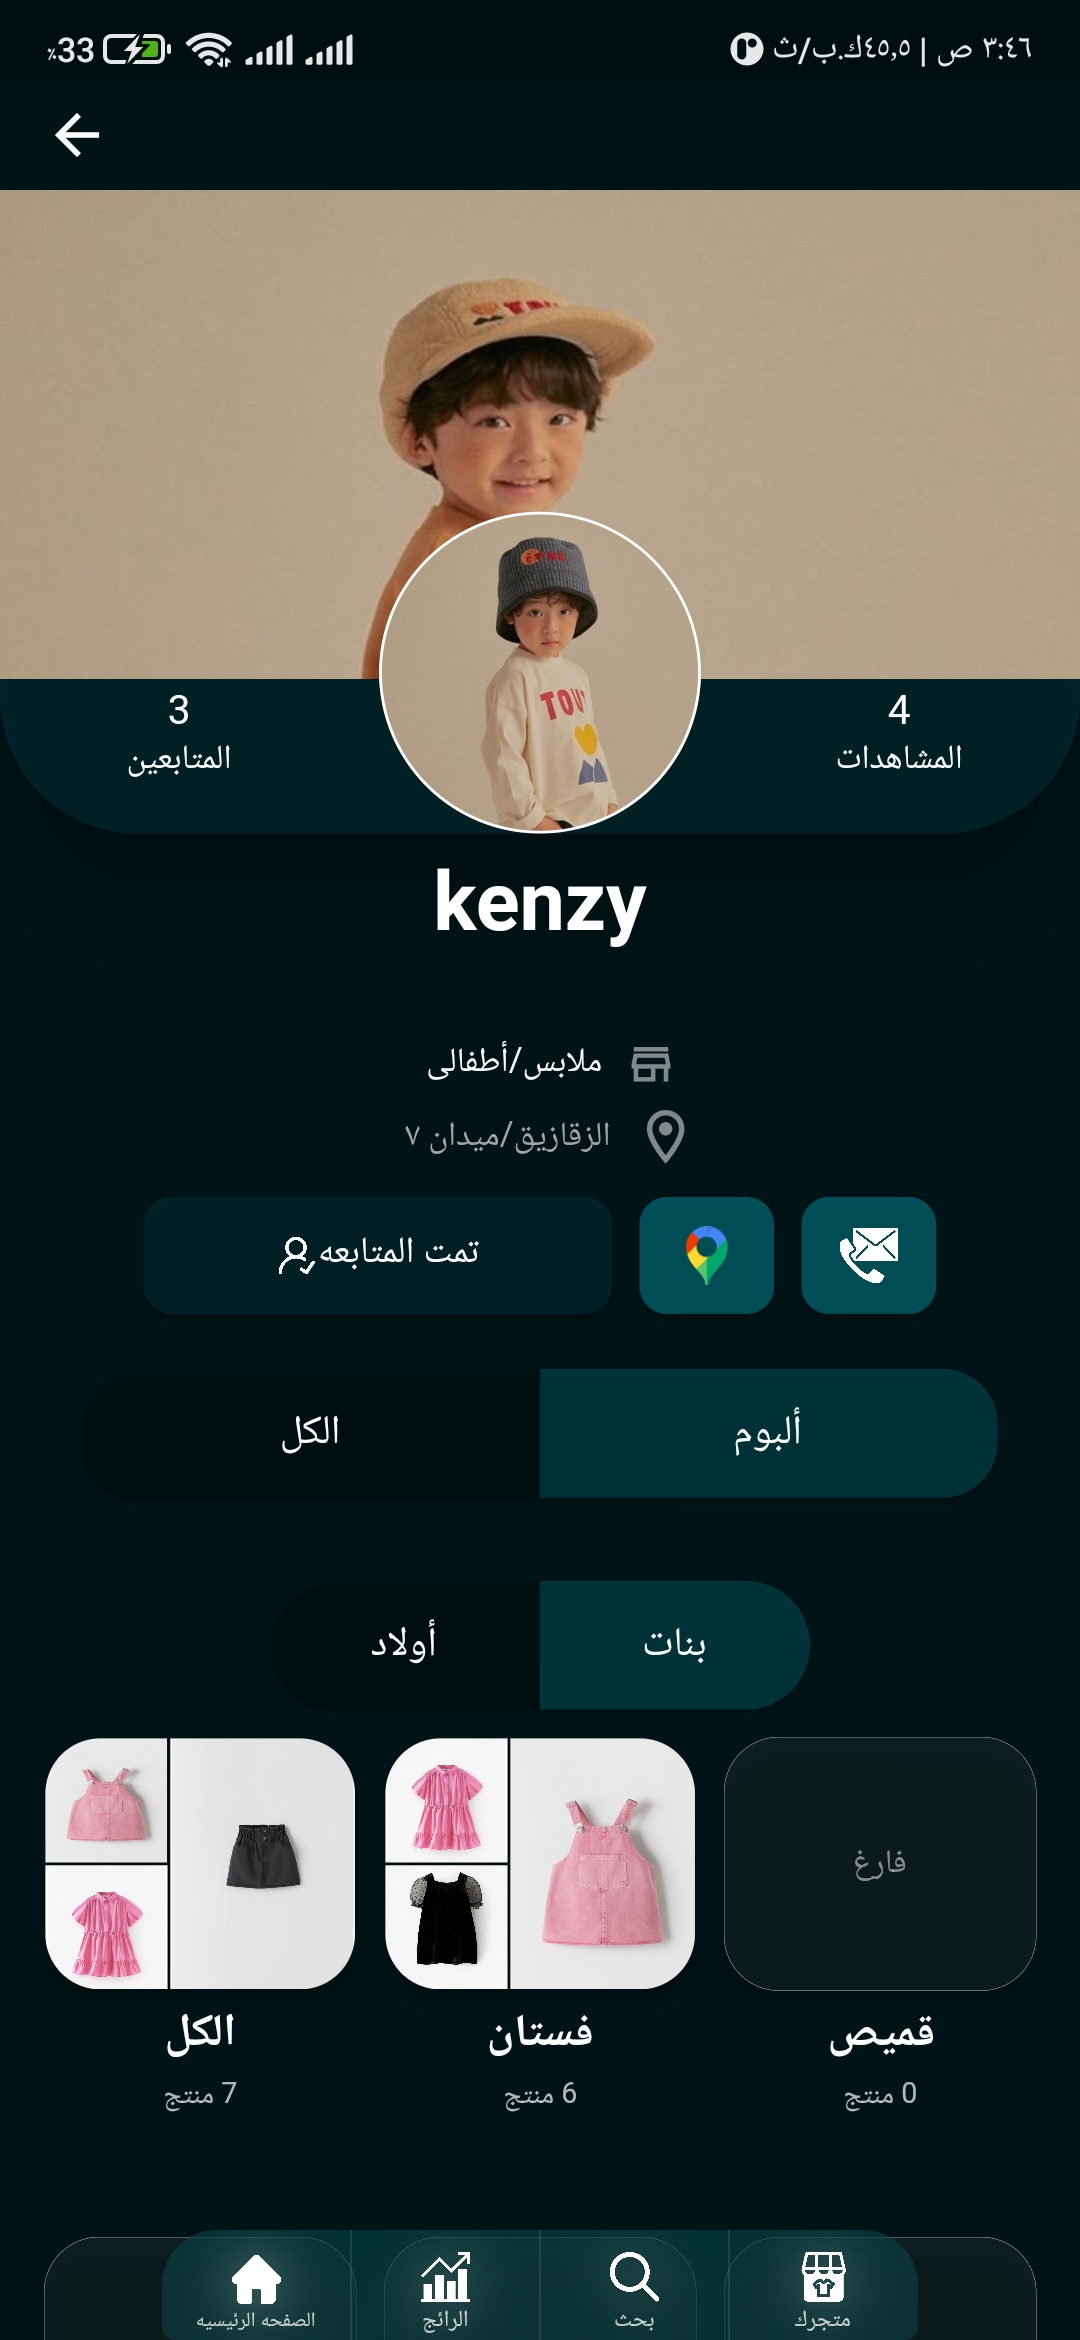 ٣:٤٦ ص | ٤٥,٥ك.ب/ث
٪33
TOU
3
المتابعين
4
المشاهدات
kenzy
ملابس/أطفالى
الزقازيق/ميدان ٧
تمت المتابعه
ألبوم
الكل
بنات
أولاد
فارغ
قميص
فستان
الكل
0 منتج
6 منتج
7 منتج
متجرك
بحث
الرائج
الصفحه الرئيسيه